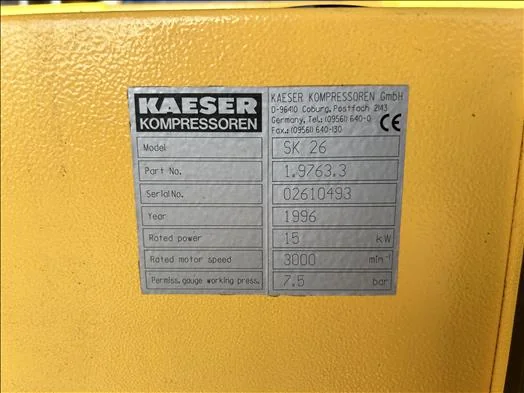 KAESER
KOMPRESSOREN
KAESER KOMPRESSOREN GmbH
D-96410 Coburg, Postfach 2143
Germany, Tel.: (09561) 640-0
Fax.: (09561) 640-130
CE
Model SK 26
Part No. 1.9763.3
Serial No. 02610493
Year 1996
Rated power 15 kW
Rated motor speed 3000 min⁻¹
Permiss. gauge working press. 7.5 bar